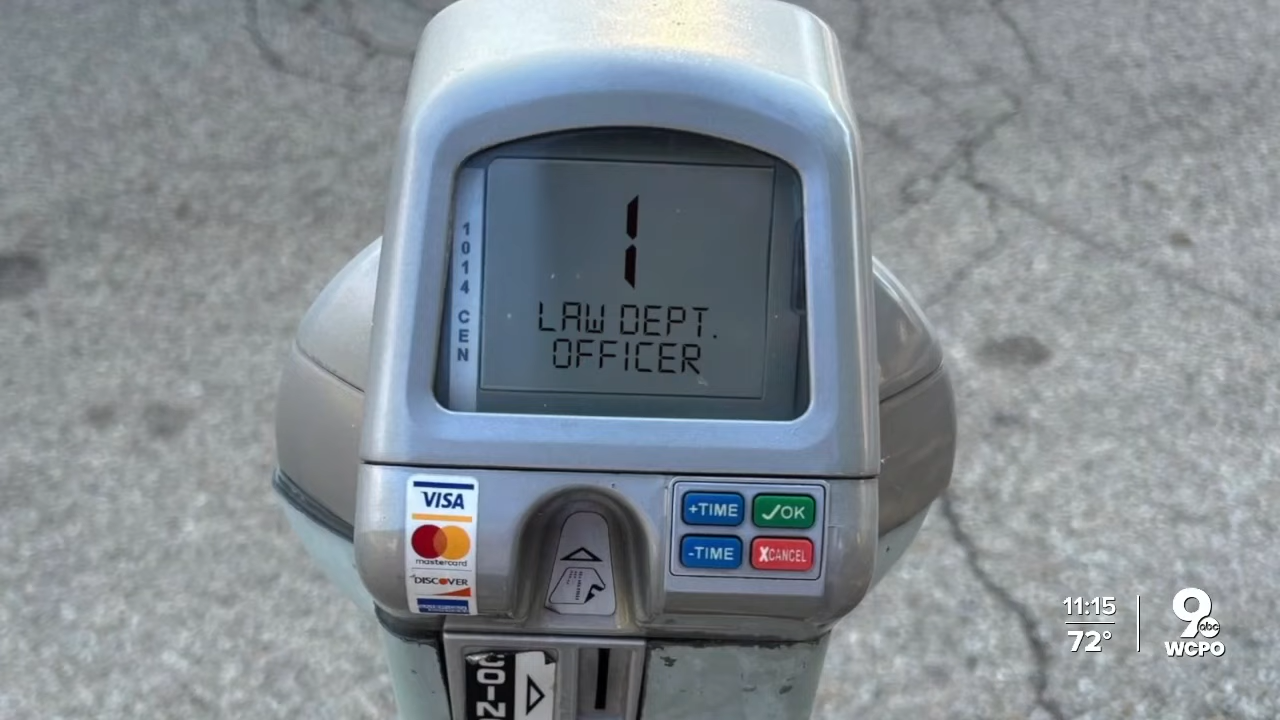 1
LAW DEPT.
OFFICER
1014 CEN
VISA
mastercard
DISCOVER
+TIME
✓OK
-TIME
XCANCEL
COIN
11:15
72°
9
abc
WCPO